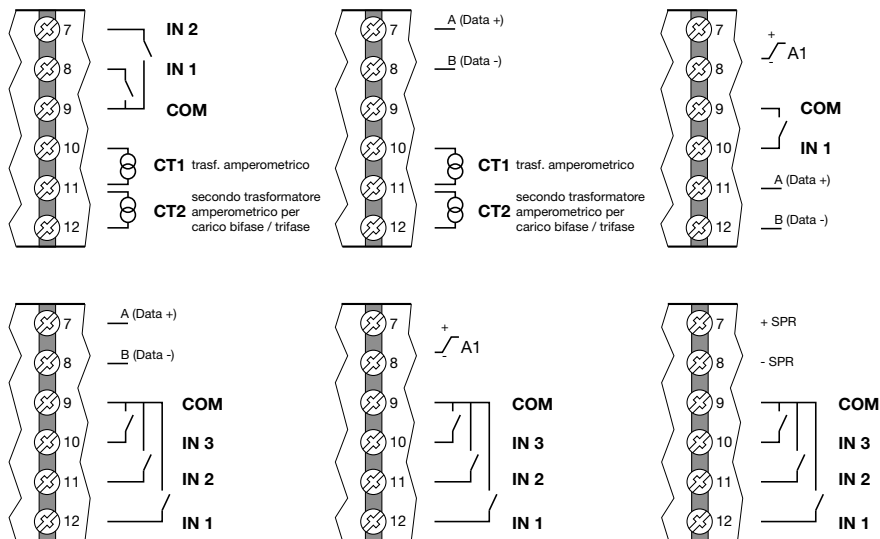 7 IN 2
8 IN 1
9 COM
10 CT1 trasf. amperometrico
11
12 CT2 secondo trasformatore
amperometrico per
carico bifase / trifase
7 A (Data +)
8 B (Data -)
9
10 CT1 trasf. amperometrico
11
12 CT2 secondo trasformatore
amperometrico per
carico bifase / trifase
7 +
8 - A1
9 COM
10 IN 1
11 A (Data +)
12 B (Data -)
7 A (Data +)
8 B (Data -)
9 COM
10 IN 3
11 IN 2
12 IN 1
7 +
8 - A1
9 COM
10 IN 3
11 IN 2
12 IN 1
7 + SPR
8 - SPR
9 COM
10 IN 3
11 IN 2
12 IN 1